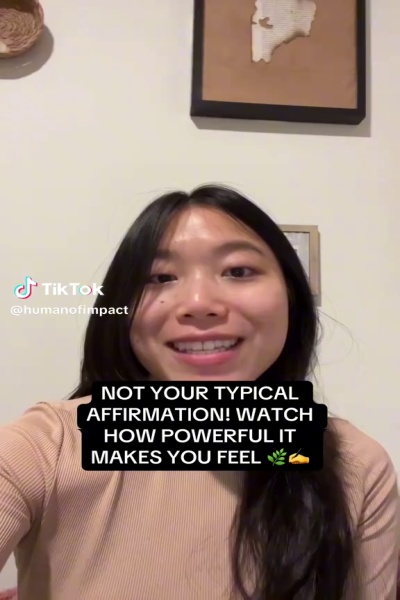 TikTok
@humanofimpact
NOT YOUR TYPICAL
AFFIRMATION! WATCH
HOW POWERFUL IT
MAKES YOU FEEL 🌿✍️